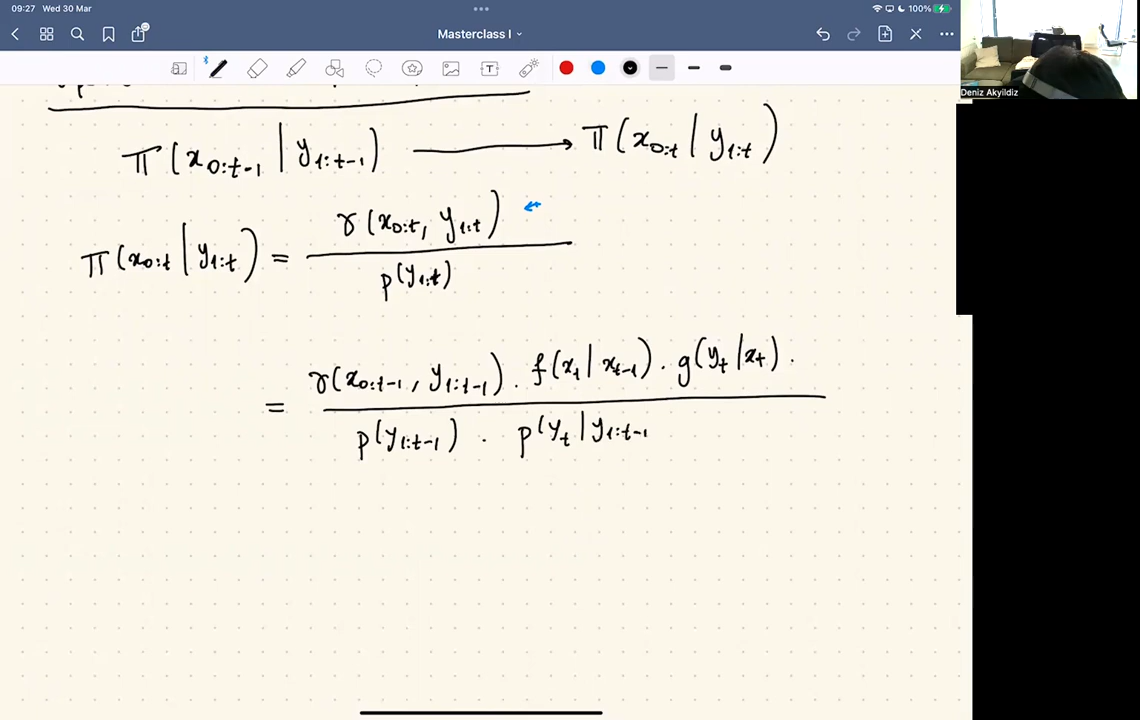 09:27 Wed 30 Mar
100%
Masterclass I
Deniz Akyildiz
π(x₀:t-1 | y₁:t-1) ⟶ π(x₀:t | y₁:t)
π(x₀:t | y₁:t) = γ(x₀:t, y₁:t) ←
p(y₁:t)
= γ(x₀:t-1, y₁:t-1) . f(xt | xt-1) . g(yt | xt) .
p(y₁:t-1) . p(yt | y₁:t-1